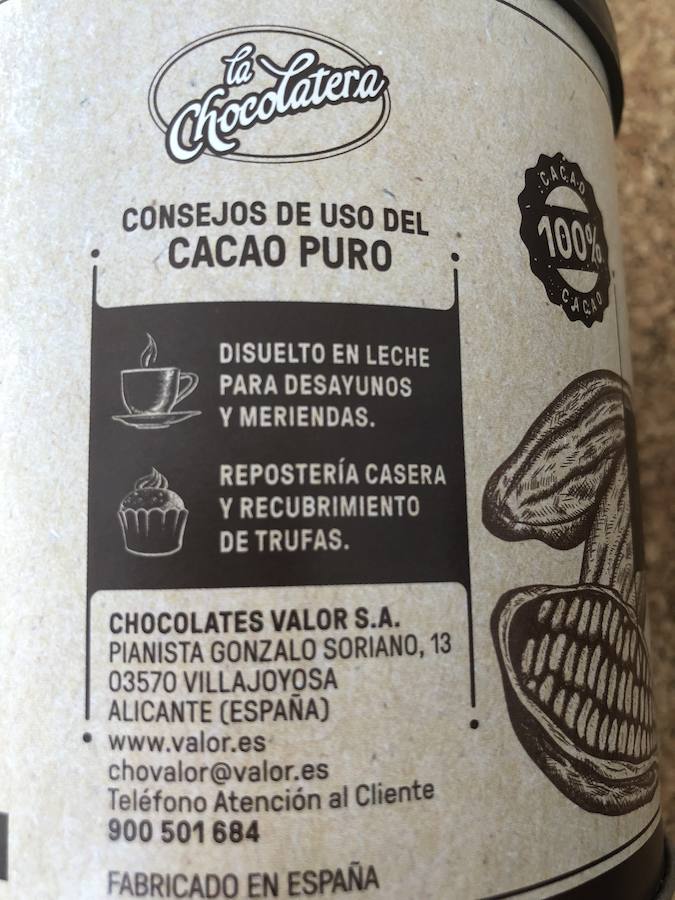 la
Chocolatera
CONSEJOS DE USO DEL
CACAO PURO
CACAO
100%
CACAO
DISUELTO EN LECHE
PARA DESAYUNOS
Y MERIENDAS.
REPOSTERÍA CASERA
Y RECUBRIMIENTO
DE TRUFAS.
CHOCOLATES VALOR S.A.
PIANISTA GONZALO SORIANO, 13
03570 VILLAJOYOSA
ALICANTE (ESPAÑA)
www.valor.es
chovalor@valor.es
Teléfono Atención al Cliente
900 501 684
FABRICADO EN ESPAÑA